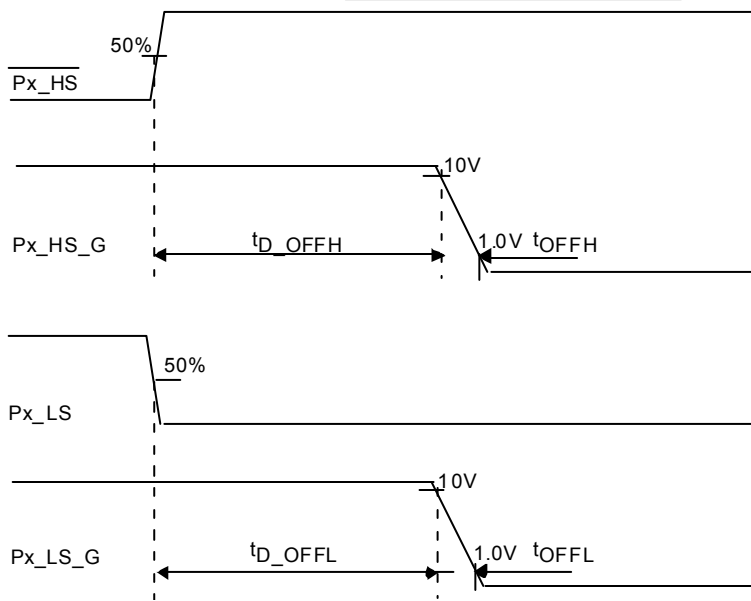 50%
Px_HS
10V
Px_HS_G
tD_OFFH
1.0V
tOFFH
50%
Px_LS
10V
Px_LS_G
tD_OFFL
1.0V
tOFFL